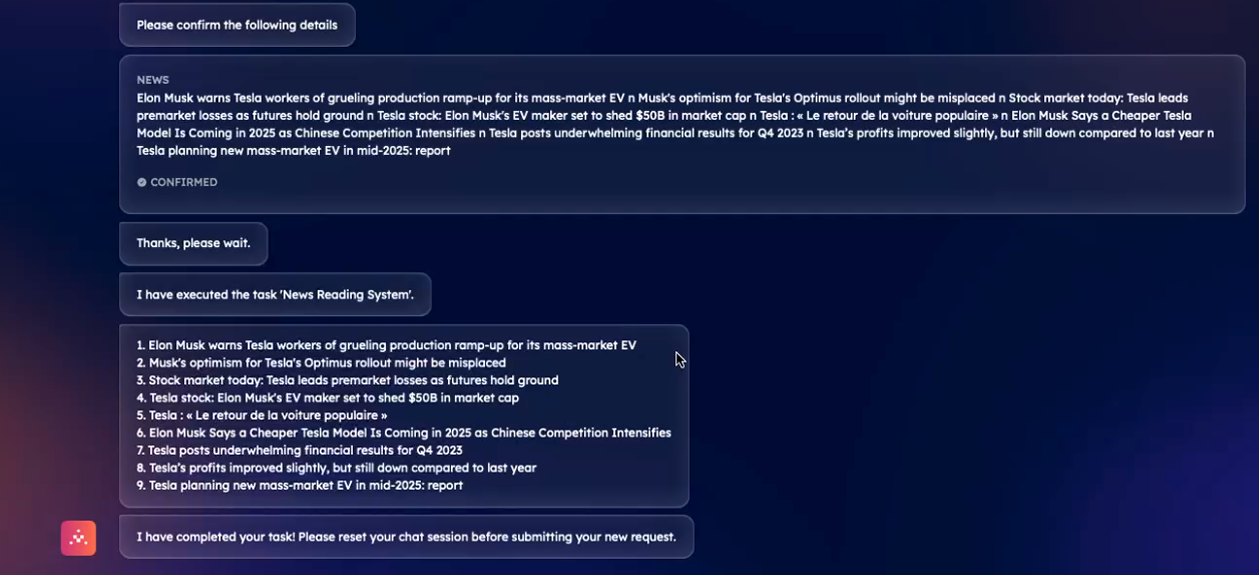 Please confirm the following details
NEWS
Elon Musk warns Tesla workers of grueling production ramp-up for its mass-market EV n Musk's optimism for Tesla's Optimus rollout might be misplaced n Stock market today: Tesla leads
premarket losses as futures hold ground n Tesla stock: Elon Musk's EV maker set to shed $50B in market cap n Tesla : « Le retour de la voiture populaire » n Elon Musk Says a Cheaper Tesla
Model Is Coming in 2025 as Chinese Competition Intensifies n Tesla posts underwhelming financial results for Q4 2023 n Tesla's profits improved slightly, but still down compared to last year n
Tesla planning new mass-market EV in mid-2025: report
CONFIRMED
Thanks, please wait.
I have executed the task 'News Reading System'.
1. Elon Musk warns Tesla workers of grueling production ramp-up for its mass-market EV
2. Musk's optimism for Tesla's Optimus rollout might be misplaced
3. Stock market today: Tesla leads premarket losses as futures hold ground
4. Tesla stock: Elon Musk's EV maker set to shed $50B in market cap
5. Tesla : « Le retour de la voiture populaire »
6. Elon Musk Says a Cheaper Tesla Model Is Coming in 2025 as Chinese Competition Intensifies
7. Tesla posts underwhelming financial results for Q4 2023
8. Tesla's profits improved slightly, but still down compared to last year
9. Tesla planning new mass-market EV in mid-2025: report
I have completed your task! Please reset your chat session before submitting your new request.